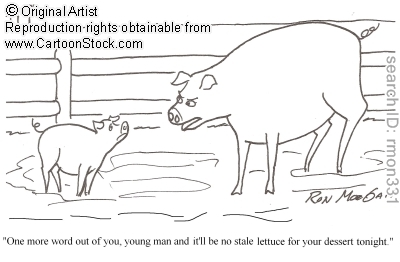 © Original Artist
Reproduction rights obtainable from
www.CartoonStock.com
search ID: rmon331
RON MOOGA.
"One more word out of you, young man and it'll be no stale lettuce for your dessert tonight."